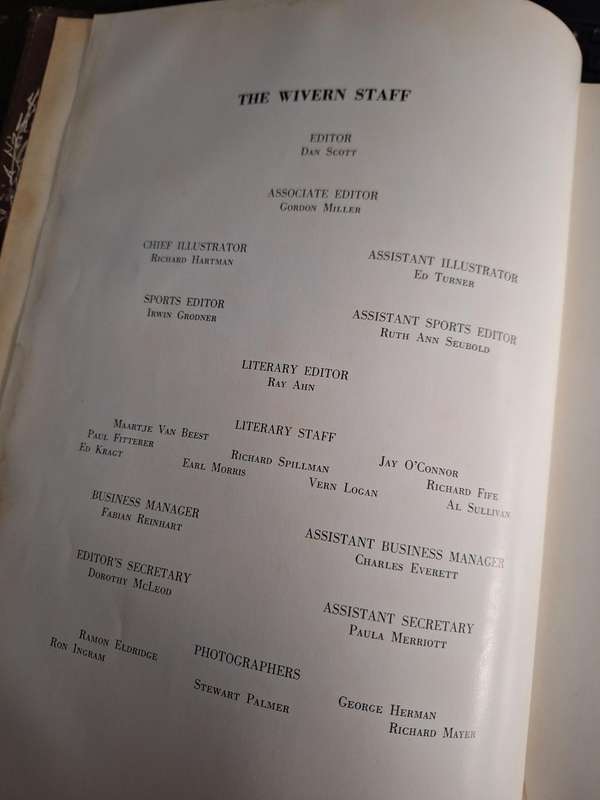 THE WIVERN STAFF
EDITOR
Dan Scott
ASSOCIATE EDITOR
Gordon Miller
CHIEF ILLUSTRATOR
Richard Hartman
ASSISTANT ILLUSTRATOR
Ed Turner
SPORTS EDITOR
Irwin Grodner
ASSISTANT SPORTS EDITOR
Ruth Ann Seubold
LITERARY EDITOR
Ray Ahn
LITERARY STAFF
Maartje Van Beest
Paul Fitterer
Ed Kragt
Richard Spillman
Earl Morris
Vern Logan
Jay O'Connor
Richard Fife
Al Sullivan
BUSINESS MANAGER
Fabian Reinhart
ASSISTANT BUSINESS MANAGER
Charles Everett
EDITOR'S SECRETARY
Dorothy McLeod
ASSISTANT SECRETARY
Paula Merriott
PHOTOGRAPHERS
Ramon Eldridge
Ron Ingram
Stewart Palmer
George Herman
Richard Mayer